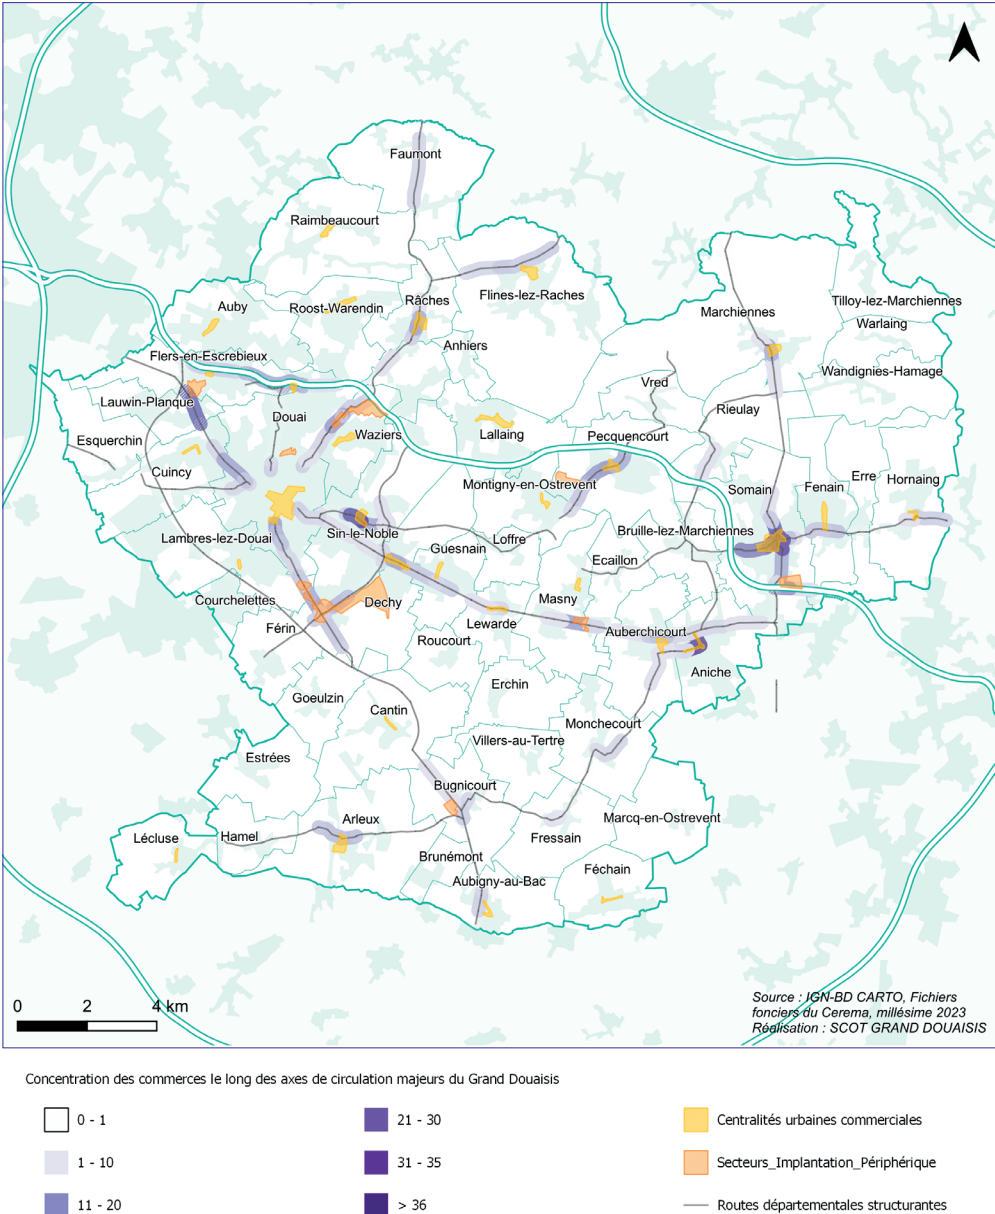 Faumont
Raimbeaucourt
Flines-lez-Raches
Râches
Roost-Warendin
Auby
Anhiers
Marchiennes
Tilloy-lez-Marchiennes
Warlaing
Wandignies-Hamage
Flers-en-Escrebieux
Lauwin-Planque
Douai
Esquerchin
Waziers
Cuincy
Lallaing
Vred
Rieulay
Pecquencourt
Montigny-en-Ostrevent
Somain
Fenain
Erre
Hornaing
Bruille-lez-Marchiennes
Lambres-lez-Douai
Sin-le-Noble
Guesnain
Loffre
Ecaillon
Courchelettes
Dechy
Masny
Férin
Lewarde
Auberchicourt
Roucourt
Aniche
Erchin
Goeulzin
Cantin
Monchecourt
Villers-au-Tertre
Estrées
Bugnicourt
Arleux
Marcq-en-Ostrevent
Lécluse
Hamel
Fressain
Brunémont
Aubigny-au-Bac
Féchain
0 2 4 km
Source : IGN-BD CARTO, Fichiers
fonciers du Cerema, millésime 2023
Réalisation : SCOT GRAND DOUAISIS
Concentration des commerces le long des axes de circulation majeurs du Grand Douaisis
0 - 1
1 - 10
11 - 20
21 - 30
31 - 35
> 36
Centralités urbaines commerciales
Secteurs_Implantation_Périphérique
Routes départementales structurantes